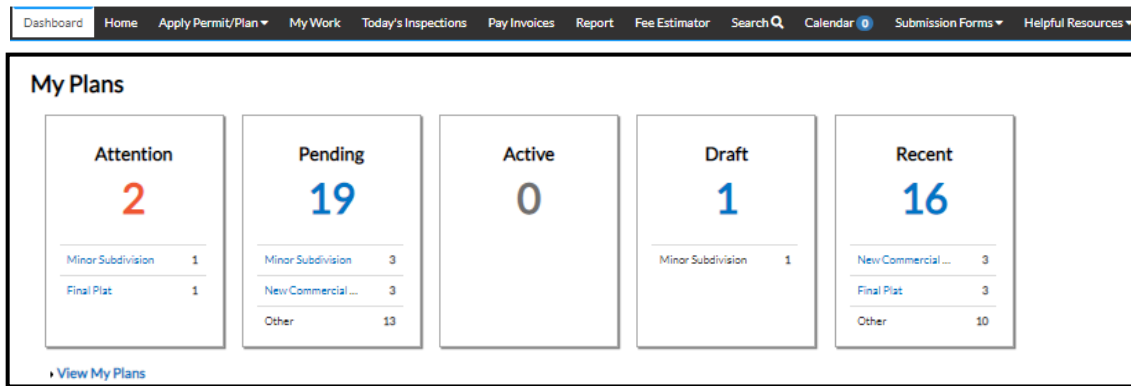 Dashboard Home Apply Permit/Plan My Work Today's Inspections Pay Invoices Report Fee Estimator Search Calendar 0 Submission Forms Helpful Resources
My Plans
Attention
2
Minor Subdivision 1
Final Plat 1
Pending
19
Minor Subdivision 3
New Commercial ... 3
Other 13
Active
0
Draft
1
Minor Subdivision 1
Recent
16
New Commercial ... 3
Final Plat 3
Other 10
View My Plans